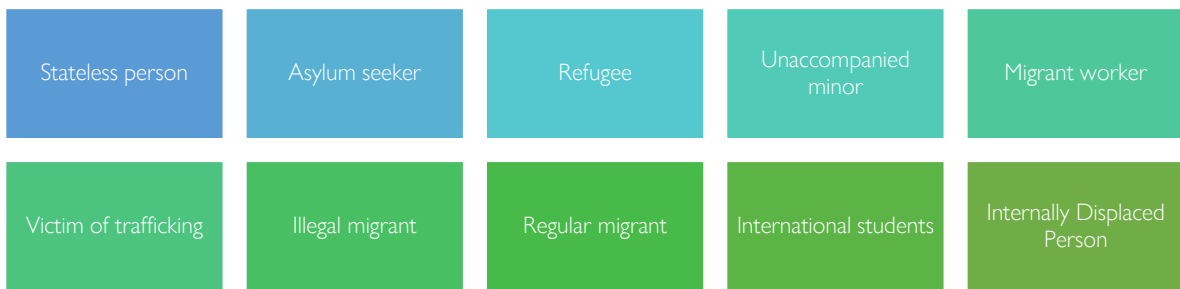 Stateless person
Asylum seeker
Refugee
Unaccompanied
minor
Migrant worker
Victim of trafficking
Illegal migrant
Regular migrant
International students
Internally Displaced
Person